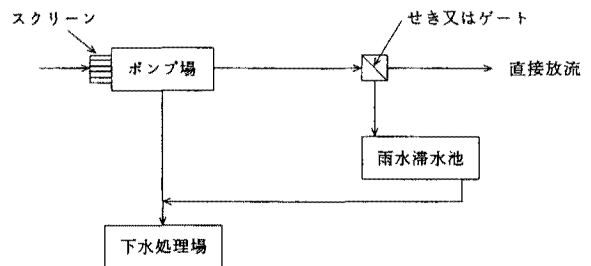 スクリーン
せき又はゲート
ポンプ場
直接放流
雨水滞水池
下水処理場